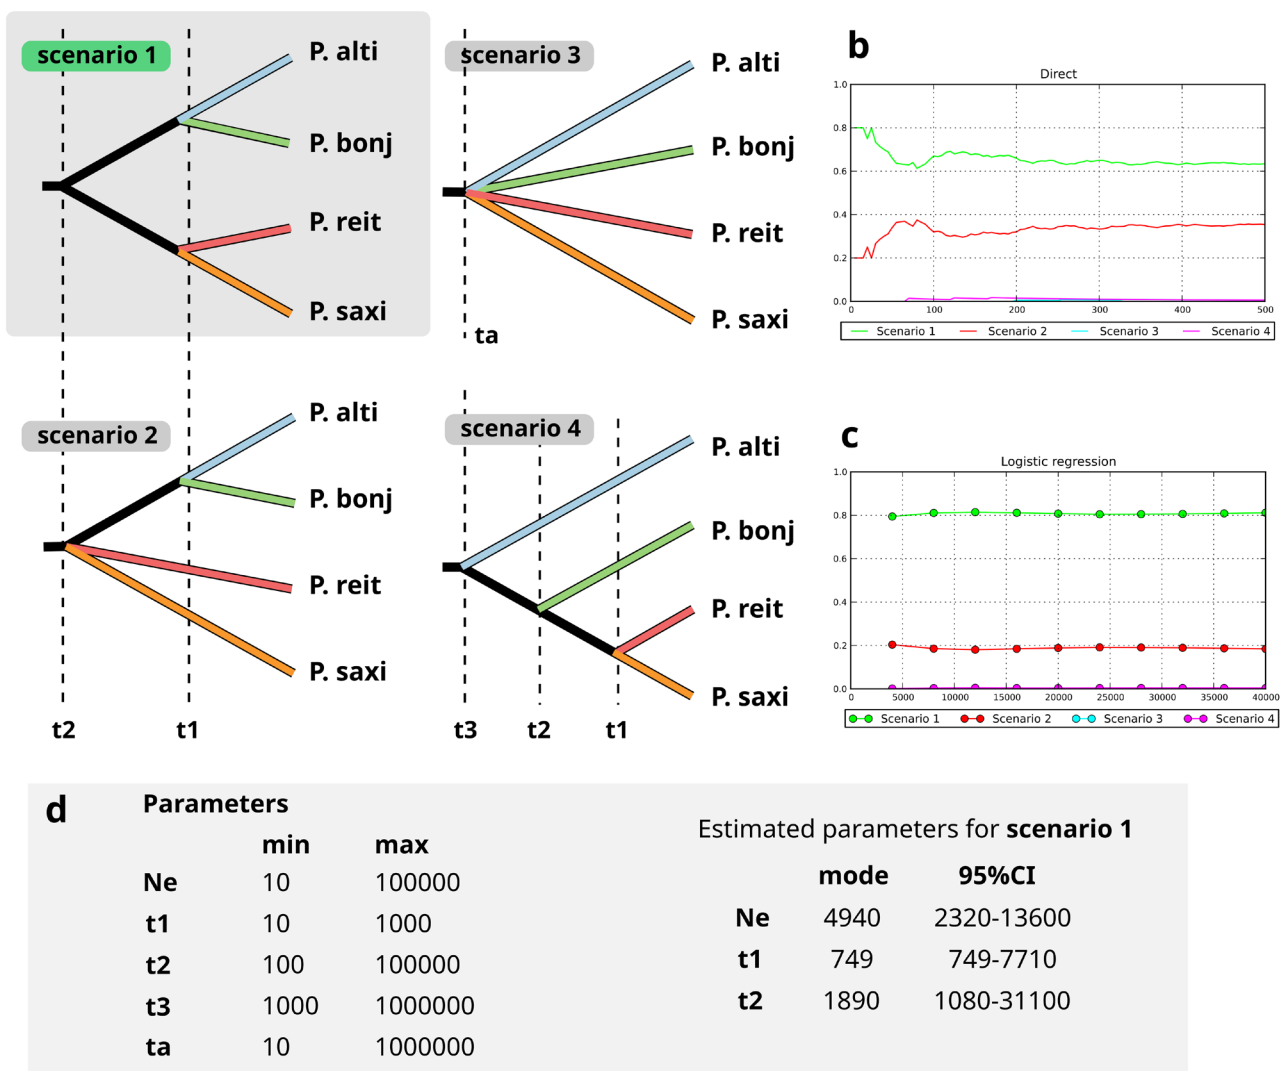 scenario 1
P. alti
P. bonj
P. reit
P. saxi
scenario 3
P. alti
P. bonj
P. reit
P. saxi
ta
scenario 2
P. alti
P. bonj
P. reit
P. saxi
t2 t1
scenario 4
P. alti
P. bonj
P. reit
P. saxi
t3 t2 t1
b
Direct
1.0
0.8
0.6
0.4
0.2
0.0
0 100 200 300 400 500
Scenario 1 Scenario 2 Scenario 3 Scenario 4
c
Logistic regression
1.0
0.8
0.6
0.4
0.2
0.0
0 5000 10000 15000 20000 25000 30000 35000 40000
Scenario 1 Scenario 2 Scenario 3 Scenario 4
d
Parameters
min max
Ne 10 100000
t1 10 1000
t2 100 100000
t3 1000 1000000
ta 10 1000000
Estimated parameters for scenario 1
mode 95%CI
Ne 4940 2320-13600
t1 749 749-7710
t2 1890 1080-31100